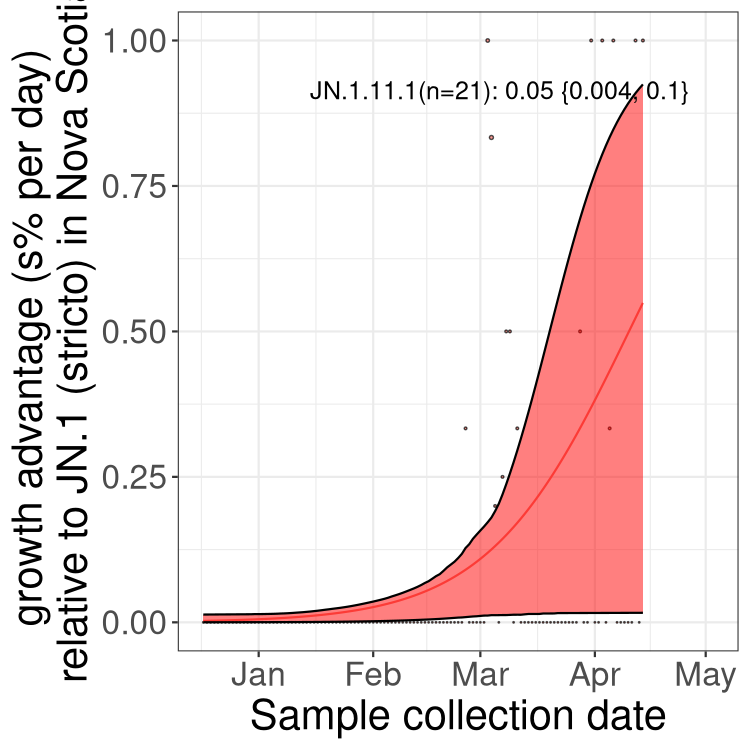 growth advantage (s% per day)
relative to JN.1 (stricto) in Nova Scotia
1.00
0.75
0.50
0.25
0.00
JN.1.11.1(n=21): 0.05 {0.004, 0.1}
Jan Feb Mar Apr May
Sample collection date